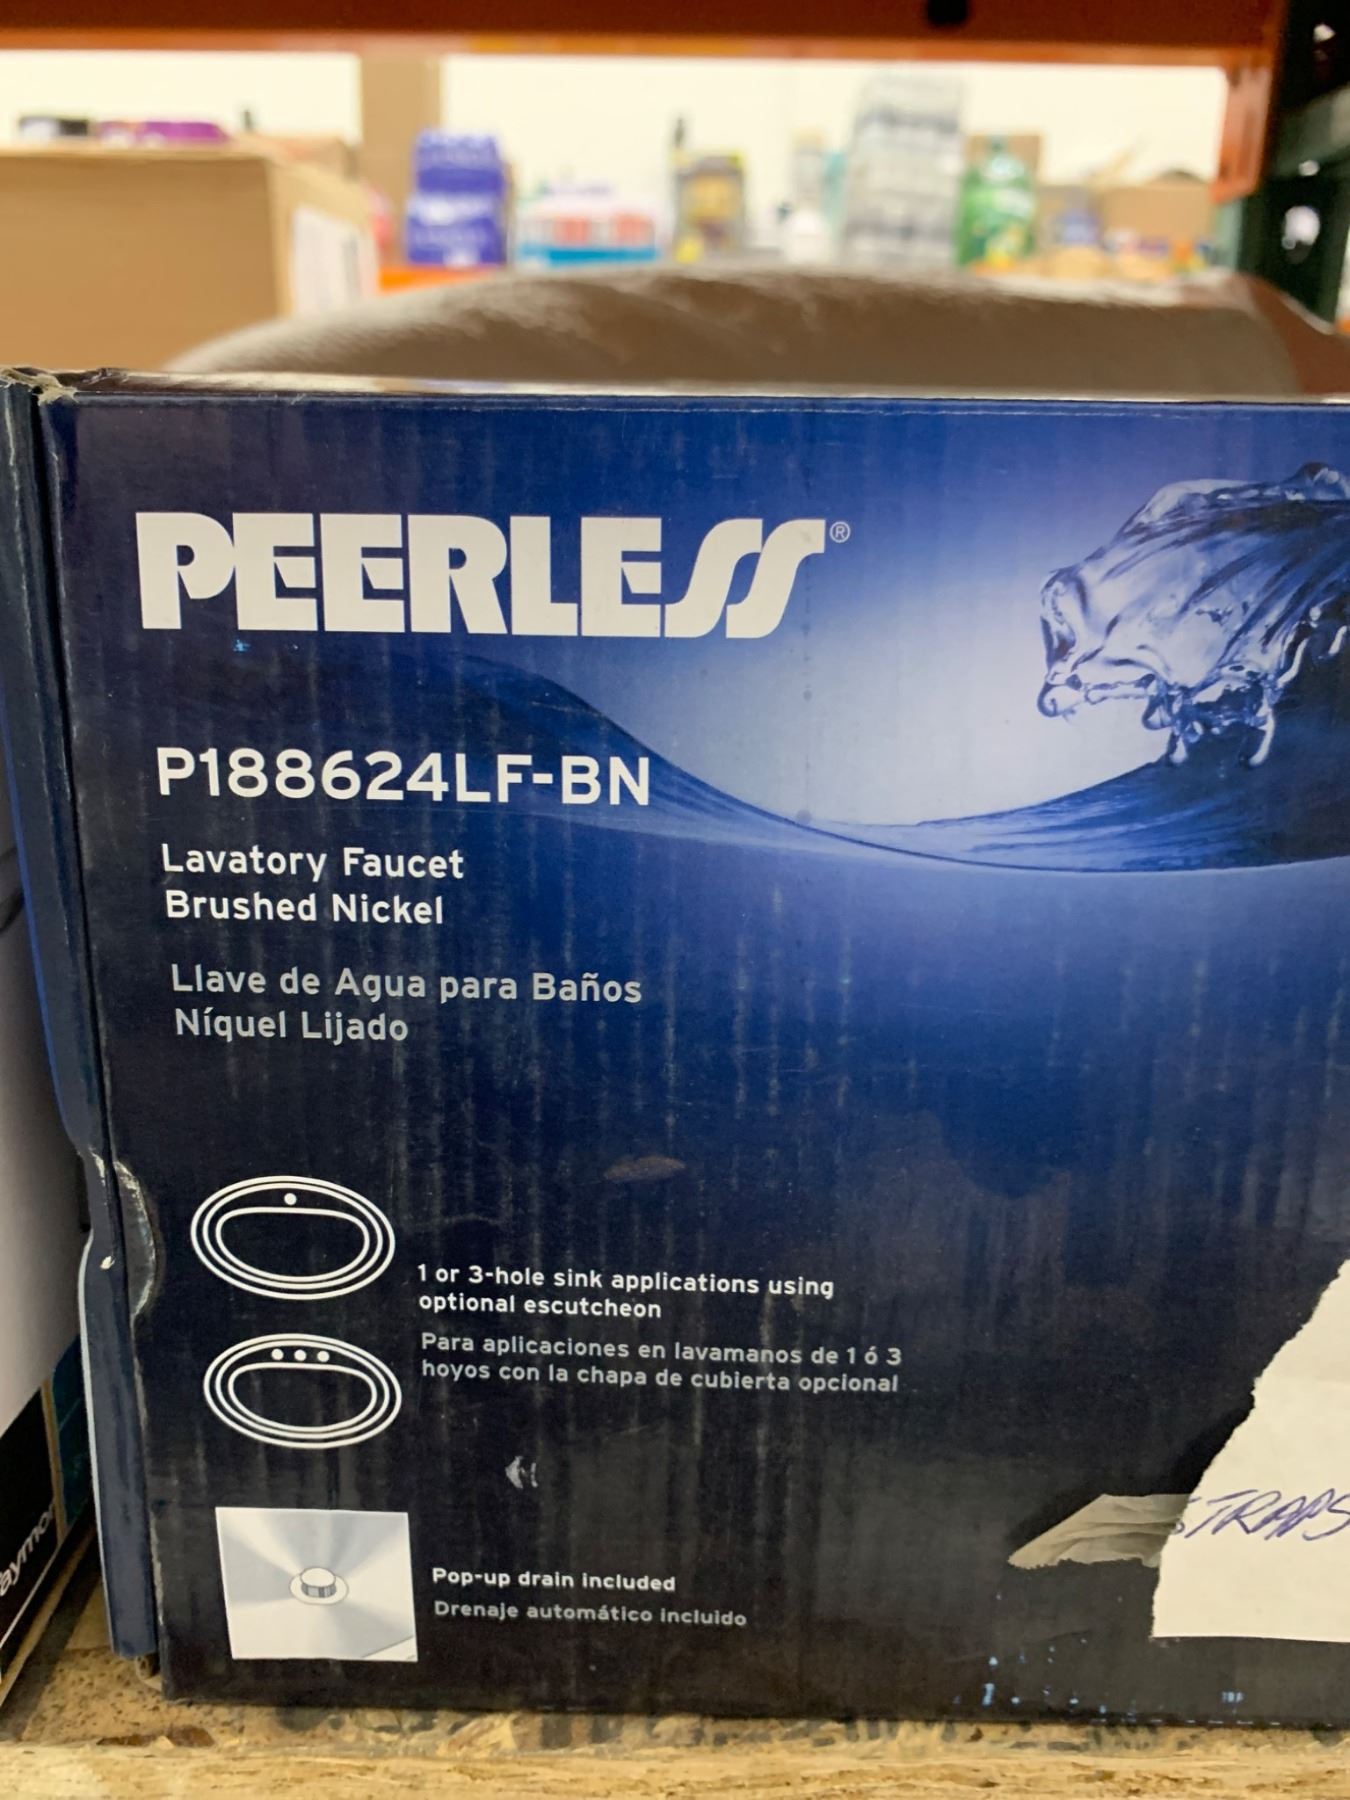 PEERLESS®
P188624LF-BN
Lavatory Faucet
Brushed Nickel
Llave de Agua para Baños
Níquel Lijado
1 or 3-hole sink applications using
optional escutcheon
Para aplicaciones en lavamanos de 1 ó 3
hoyos con la chapa de cubierta opcional
STRAPS
Pop-up drain included
Drenaje automático incluido